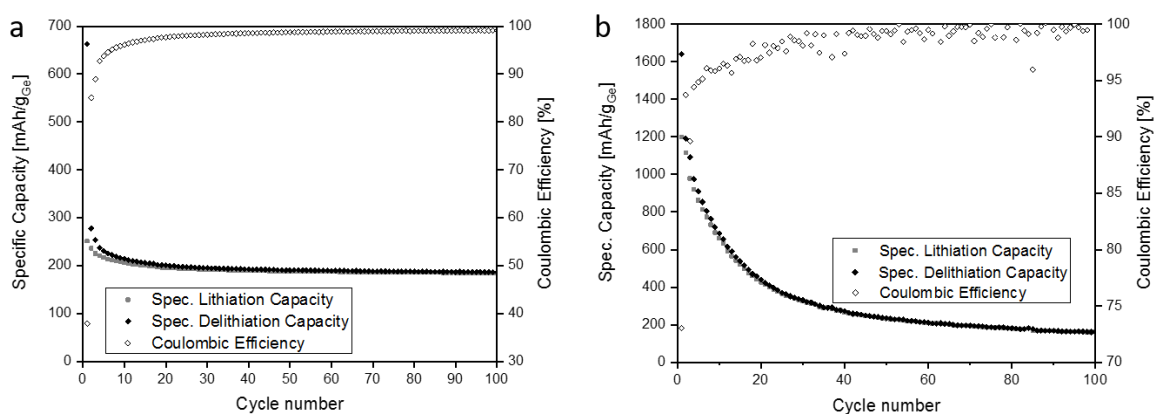 a
Specific Capacity [mAh/gGe]
700
600
500
400
300
200
100
0
Spec. Lithiation Capacity
Spec. Delithiation Capacity
Coulombic Efficiency
0 10 20 30 40 50 60 70 80 90 100
Cycle number
100
90
80
70
60
50
40
30
Coulombic Efficiency [%]
b
Spec. Capacity [mAh/gGe]
1800
1600
1400
1200
1000
800
600
400
200
0
Spec. Lithiation Capacity
Spec. Delithiation Capacity
Coulombic Efficiency
0 20 40 60 80 100
Cycle number
100
95
90
85
80
75
70
Coulombic Efficiency [%]